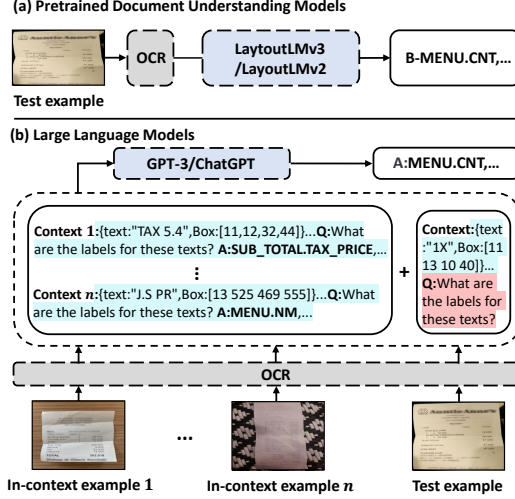 (a) Pretrained Document Understanding Models
OCR
LaytoutLMv3
/LayoutLMv2
B-MENU.CNT,...
Test example
(b) Large Language Models
GPT-3/ChatGPT
A:MENU.CNT,...
Context 1:{text:"TAX 5.4",Box:[11,12,32,44]}...Q:What
are the labels for these texts? A:SUB_TOTAL.TAX_PRICE,...
⋮
Context n:{text:"J.S PR",Box:[13 525 469 555]}...Q:What
are the labels for these texts? A:MENU.NM,...
+
Context:{text
:"1X",Box:[11
13 10 40]}...
Q:What are
the labels for
these texts?
OCR
...
In-context example 1
In-context example n
Test example